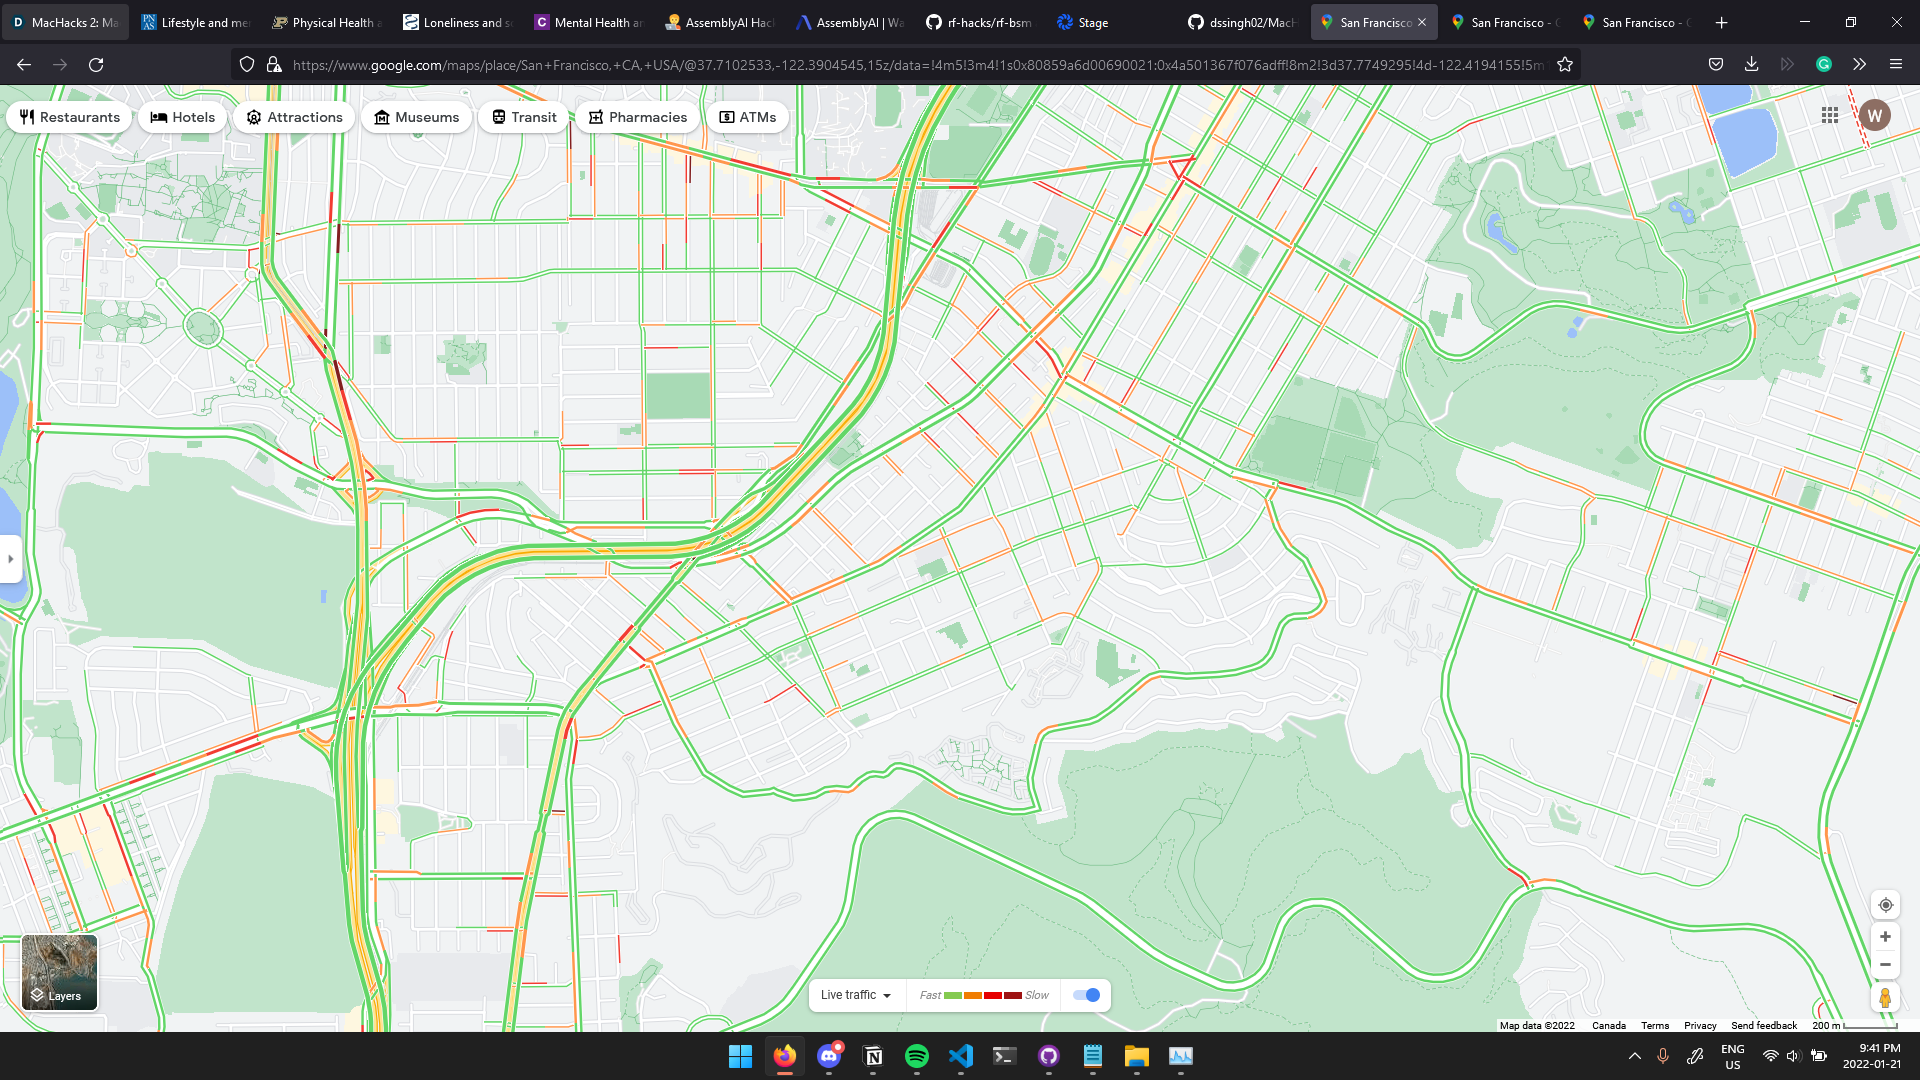 MacHacks 2: Ma
Lifestyle and me
Physical Health a
Loneliness and so
Mental Health an
AssemblyAI Hack
AssemblyAI | Wa
rf-hacks/rf-bsm
Stage
dssingh02/MacH
San Francisco
San Francisco - G
San Francisco - G
https://www.google.com/maps/place/San+Francisco,+CA,+USA/@37.7102533,-122.3904545,15z/data=!4m5!3m4!1s0x80859a6d00690021:0x4a501367f076adff!8m2!3d37.7749295!4d-122.4194155!5m1
Restaurants
Hotels
Attractions
Museums
Transit
Pharmacies
ATMs
W
Layers
Live traffic
Fast
Slow
Map data ©2022
Canada
Terms
Privacy
Send feedback
200 m
ENG
US
9:41 PM
2022-01-21